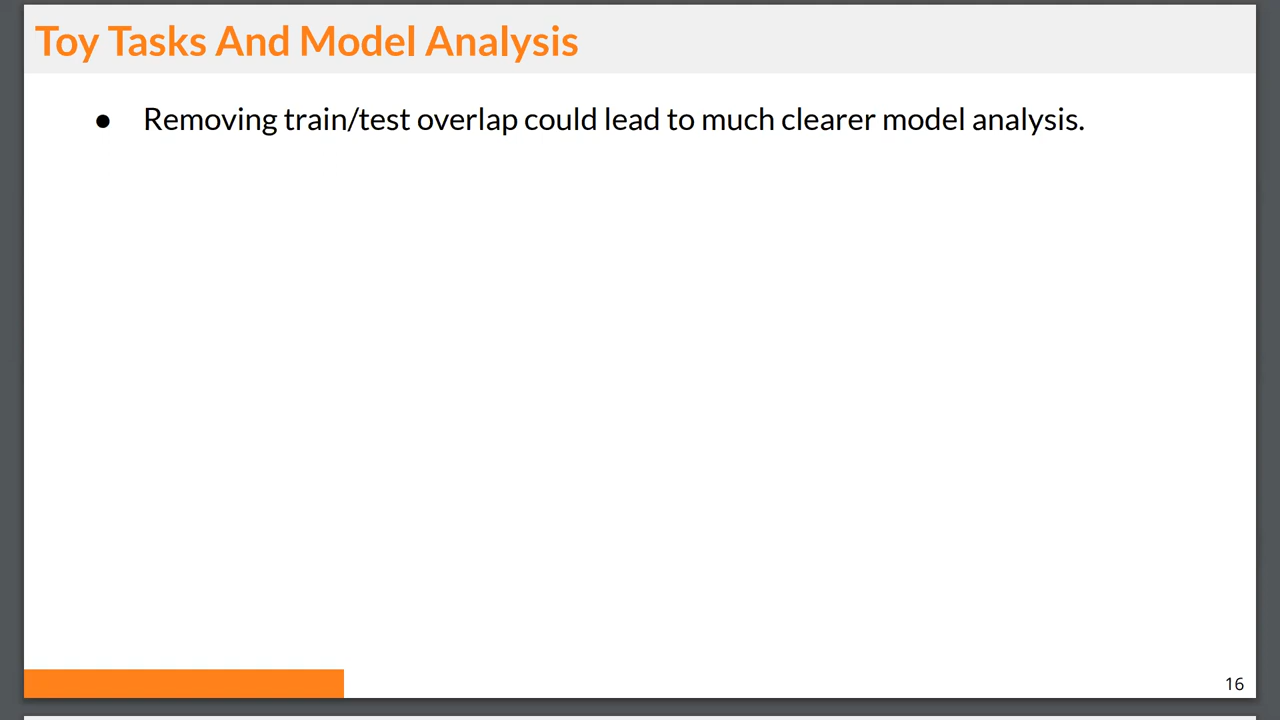 Toy Tasks And Model Analysis
● Removing train/test overlap could lead to much clearer model analysis.
16